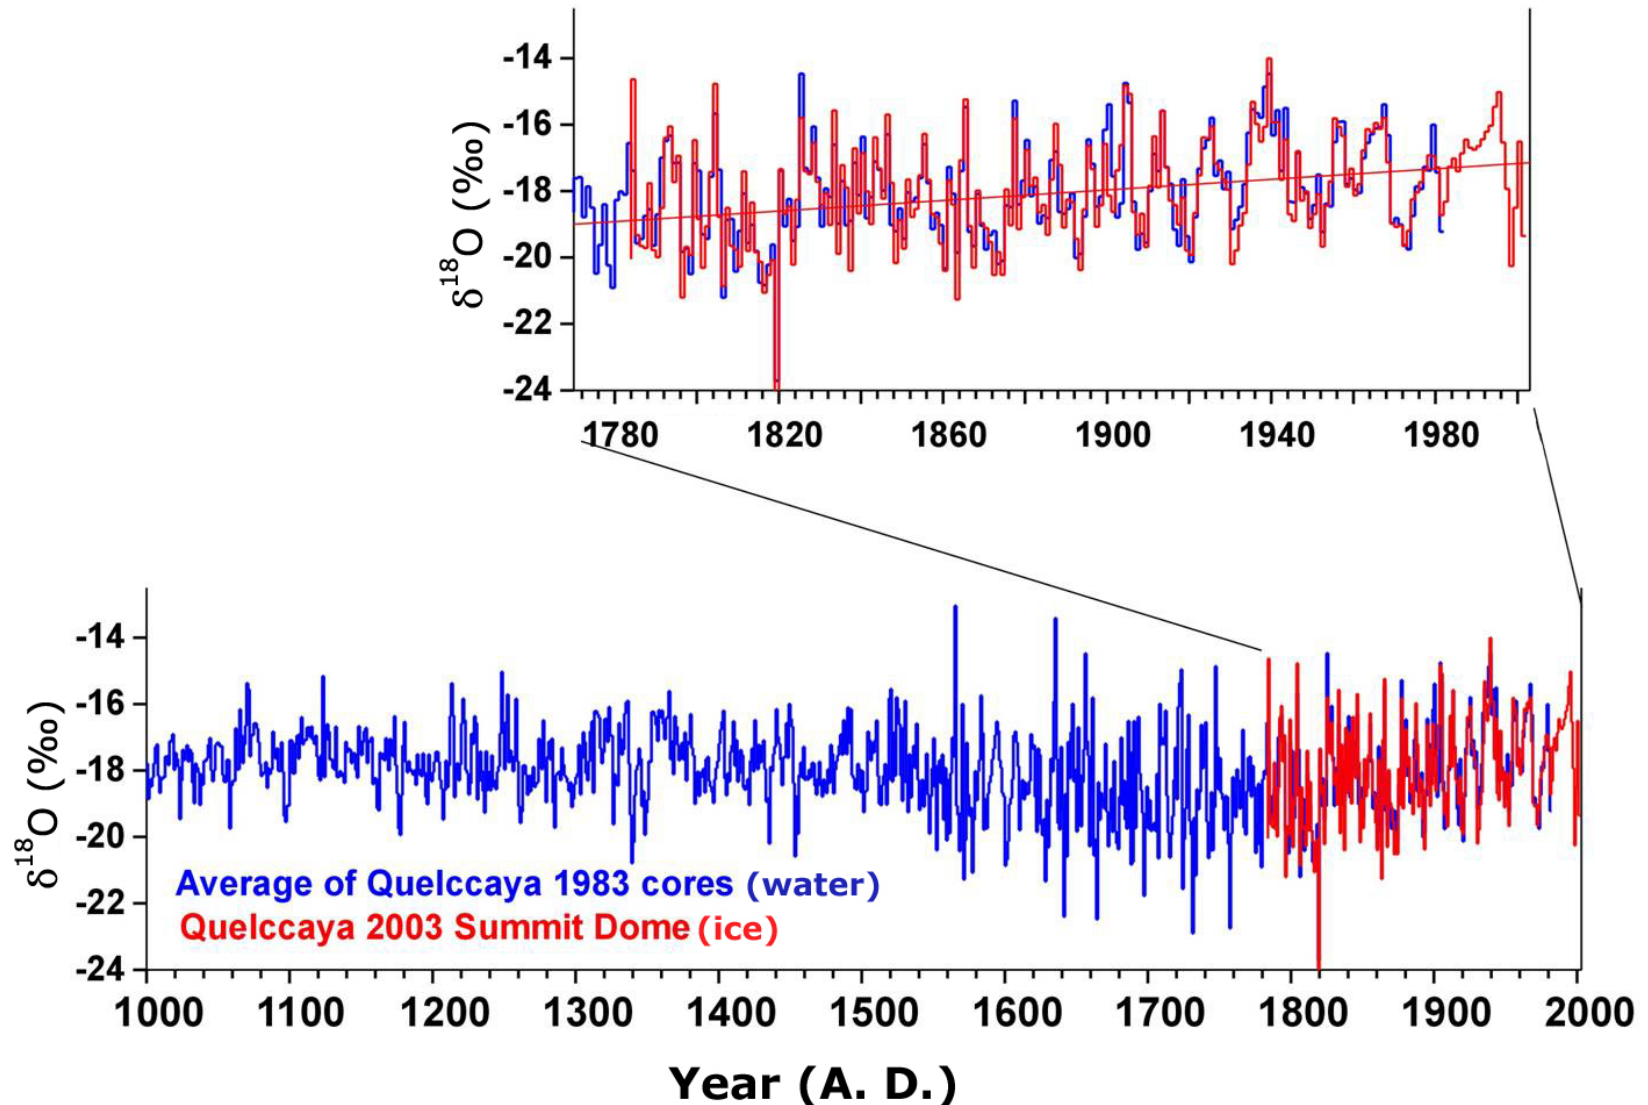 -14
-16
-18
-20
-22
-24
δ18O (‰)
1780 1820 1860 1900 1940 1980
-14
-16
-18
-20
-22
-24
δ18O (‰)
Average of Quelccaya 1983 cores (water)
Quelccaya 2003 Summit Dome (ice)
1000 1100 1200 1300 1400 1500 1600 1700 1800 1900 2000
Year (A. D.)